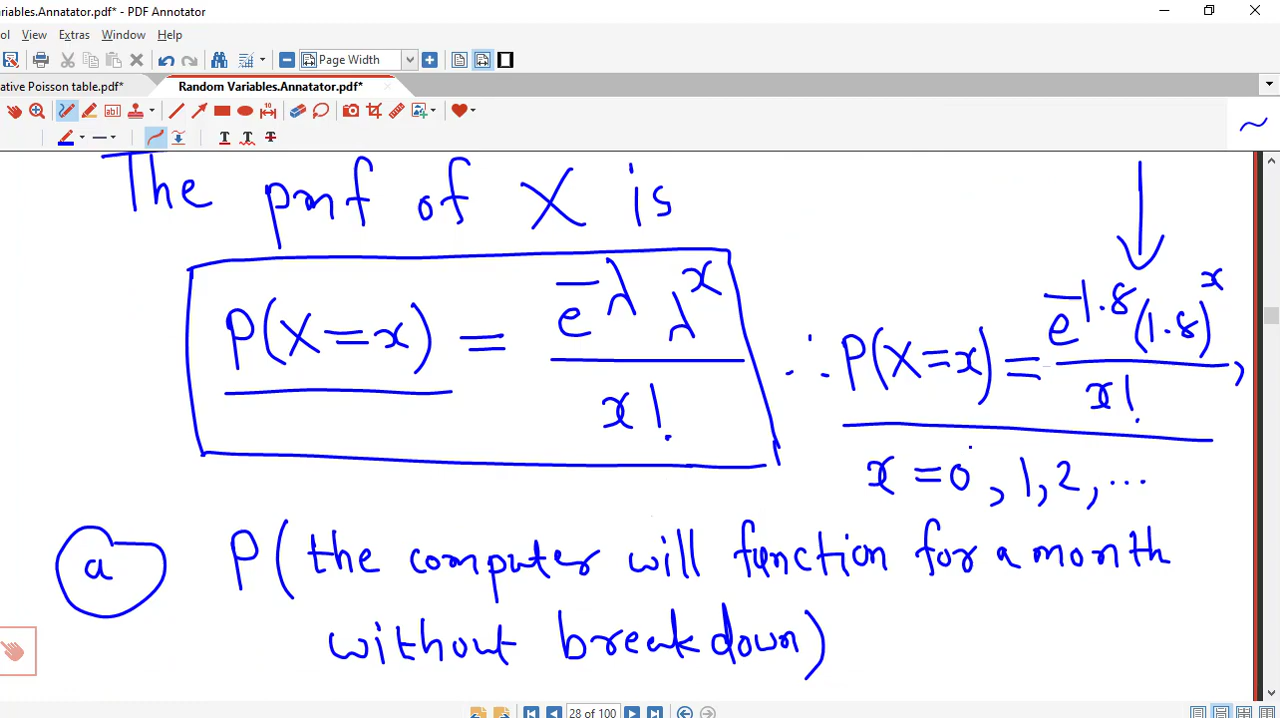 ariables.Annatator.pdf* - PDF Annotator
ol View Extras Window Help
Page Width
ative Poisson table.pdf* Random Variables.Annatator.pdf*
The pmf of X is
P(X=x) = e^-λ λ^x / x!
∴ P(X=x) = e^-1.8 (1.8)^x / x! ,
x = 0, 1, 2, ...
a P(the computer will function for a month
without breakdown)
28 of 100